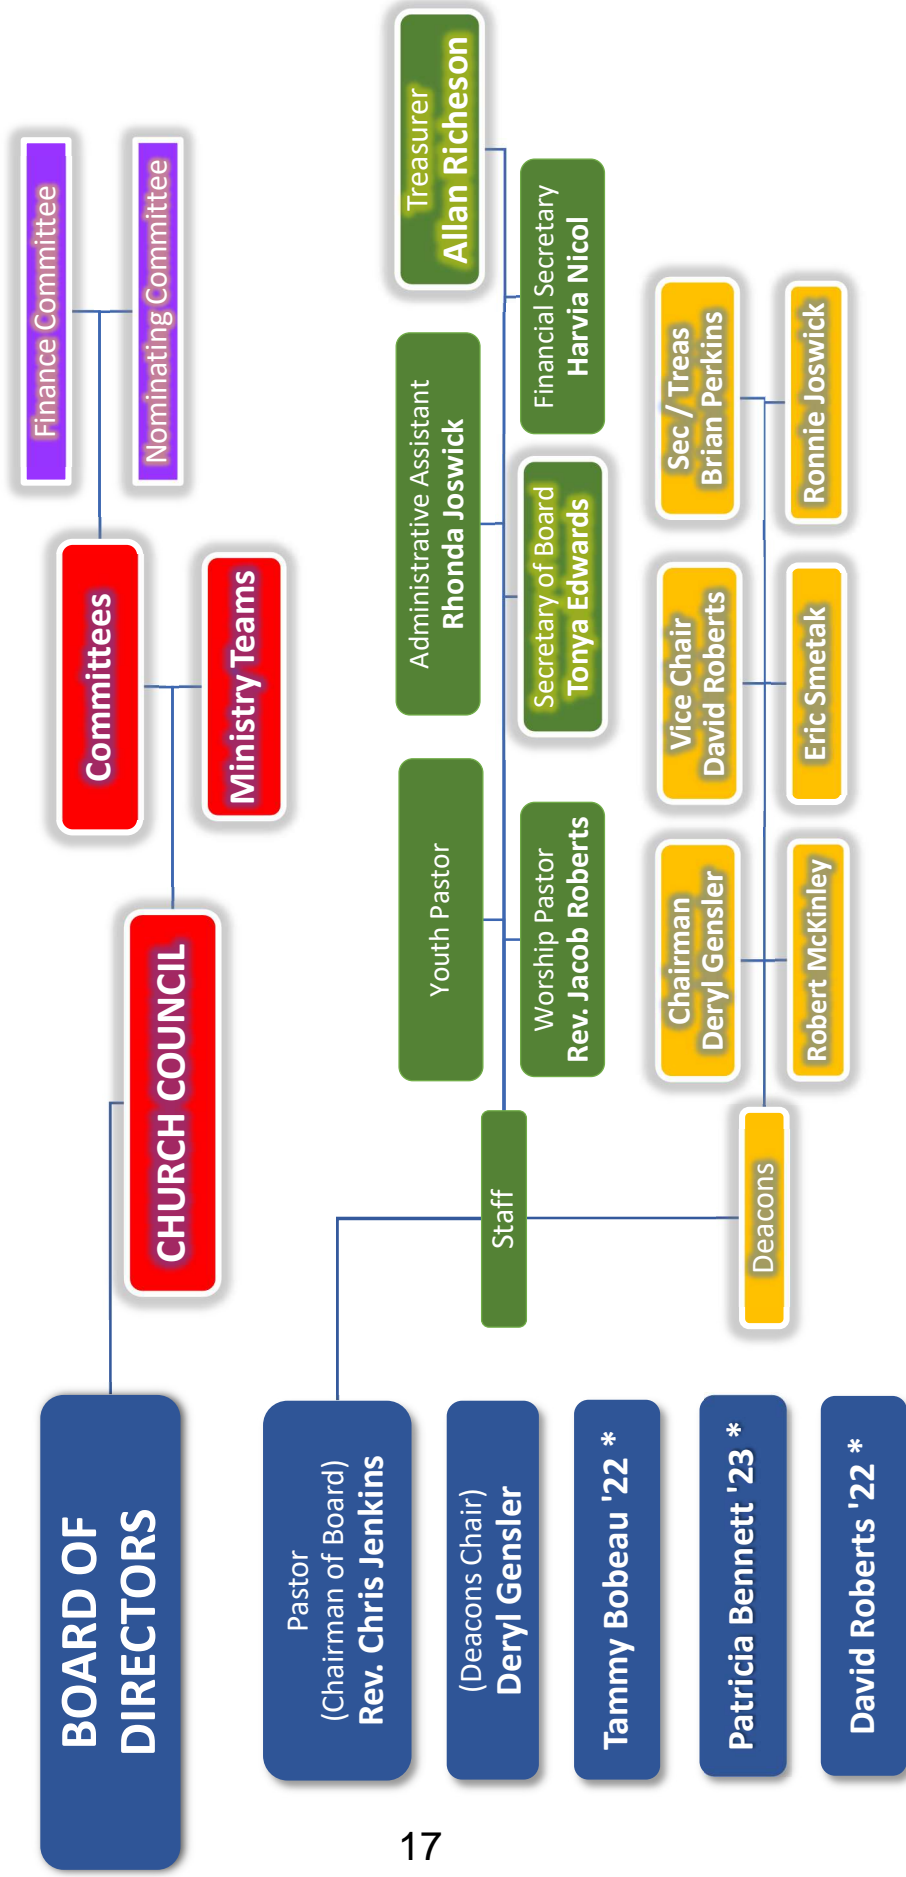 BOARD OF
DIRECTORS
Pastor
(Chairman of Board)
Rev. Chris Jenkins
(Deacons Chair)
Deryl Gensler
Tammy Bobeau '22 *
Patricia Bennett '23 *
David Roberts '22 *
CHURCH COUNCIL
Committees
Ministry Teams
Finance Committee
Nominating Committee
Staff
Youth Pastor
Worship Pastor
Rev. Jacob Roberts
Administrative Assistant
Rhonda Joswick
Secretary of Board
Tonya Edwards
Treasurer
Allan Richeson
Financial Secretary
Harvia Nicol
Deacons
Chairman
Deryl Gensler
Robert McKinley
Vice Chair
David Roberts
Eric Smetak
Sec / Treas
Brian Perkins
Ronnie Joswick
17